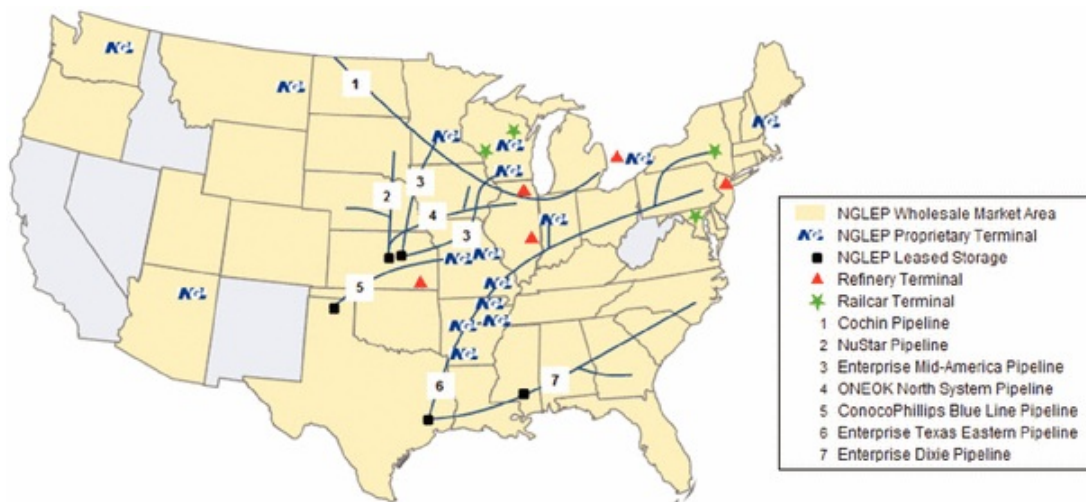 NGL
NGL
1
NGL
NGL
NGL
NGL
NGL
2
3
4
3
NGL
NGL NGL
5
NGL
NGL
NGL
NGL NGL
NGL
6
7
NGLEP Wholesale Market Area
NGL NGLEP Proprietary Terminal
NGLEP Leased Storage
Refinery Terminal
Railcar Terminal
1 Cochin Pipeline
2 NuStar Pipeline
3 Enterprise Mid-America Pipeline
4 ONEOK North System Pipeline
5 ConocoPhillips Blue Line Pipeline
6 Enterprise Texas Eastern Pipeline
7 Enterprise Dixie Pipeline